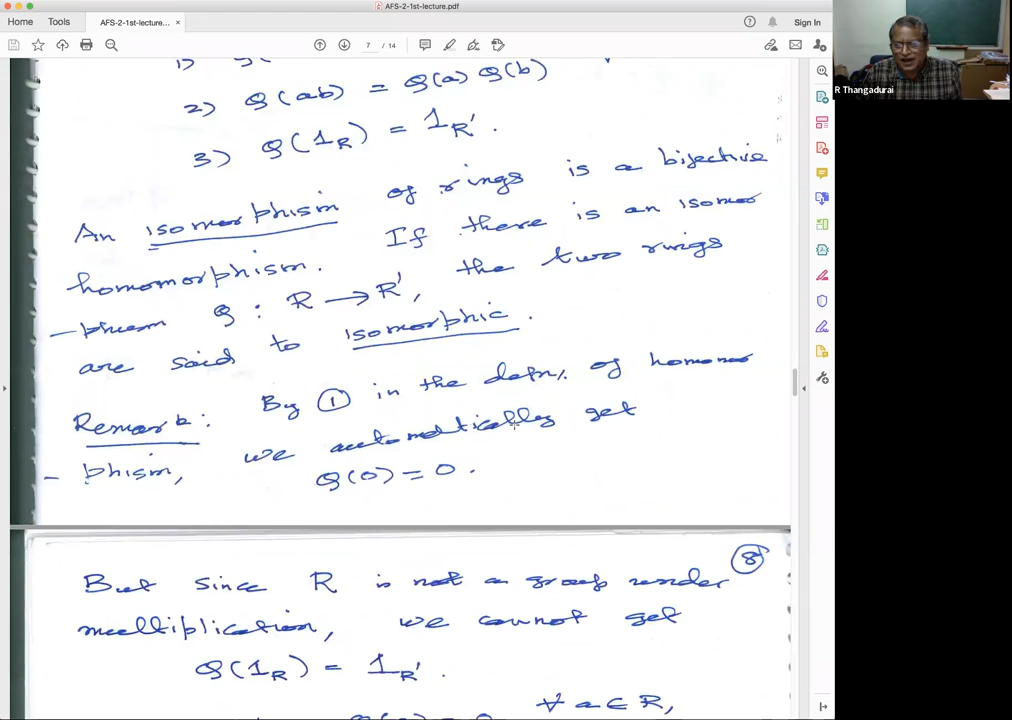 AFS-2-1st-lecture.pdf
Home Tools AFS-2-1st-lecture... × Sign In
7 / 14
R Thangadurai
2) φ(ab) = φ(a) φ(b)
3) φ(1_R) = 1_R'.
An isomorphism of rings is a bijective
homomorphism. If there is an isomor
-phism φ : R → R', the two rings
are said to isomorphic.
Remark: By ① in the defn. of homomor
-phism, we automatically get
φ(0) = 0.
⑧
But since R is not a group under
multiplication, we cannot get
φ(1_R) = 1_R'.
∀ a ∈ R,